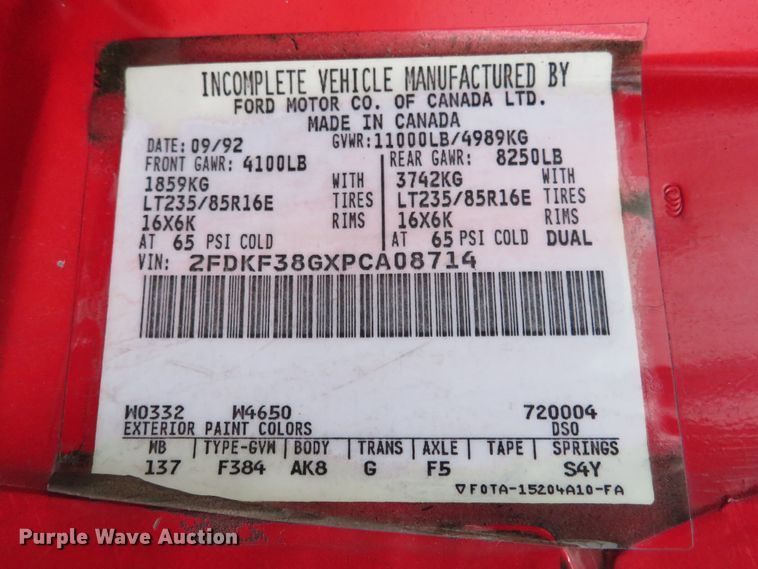 INCOMPLETE VEHICLE MANUFACTURED BY
FORD MOTOR CO. OF CANADA LTD.
MADE IN CANADA
DATE: 09/92 GVWR: 11000LB/4989KG
FRONT GAWR: 4100LB REAR GAWR: 8250LB
1859KG WITH 3742KG WITH
LT235/85R16E TIRES LT235/85R16E TIRES
16X6K RIMS 16X6K RIMS
AT 65 PSI COLD AT 65 PSI COLD DUAL
VIN: 2FDKF38GXPCA08714
W0332 W4650 720004
EXTERIOR PAINT COLORS DSO
WB TYPE-GVW BODY TRANS AXLE TAPE SPRINGS
137 F384 AK8 G F5 S4Y
▽F0TA-15204A10-FA
Purple Wave Auction